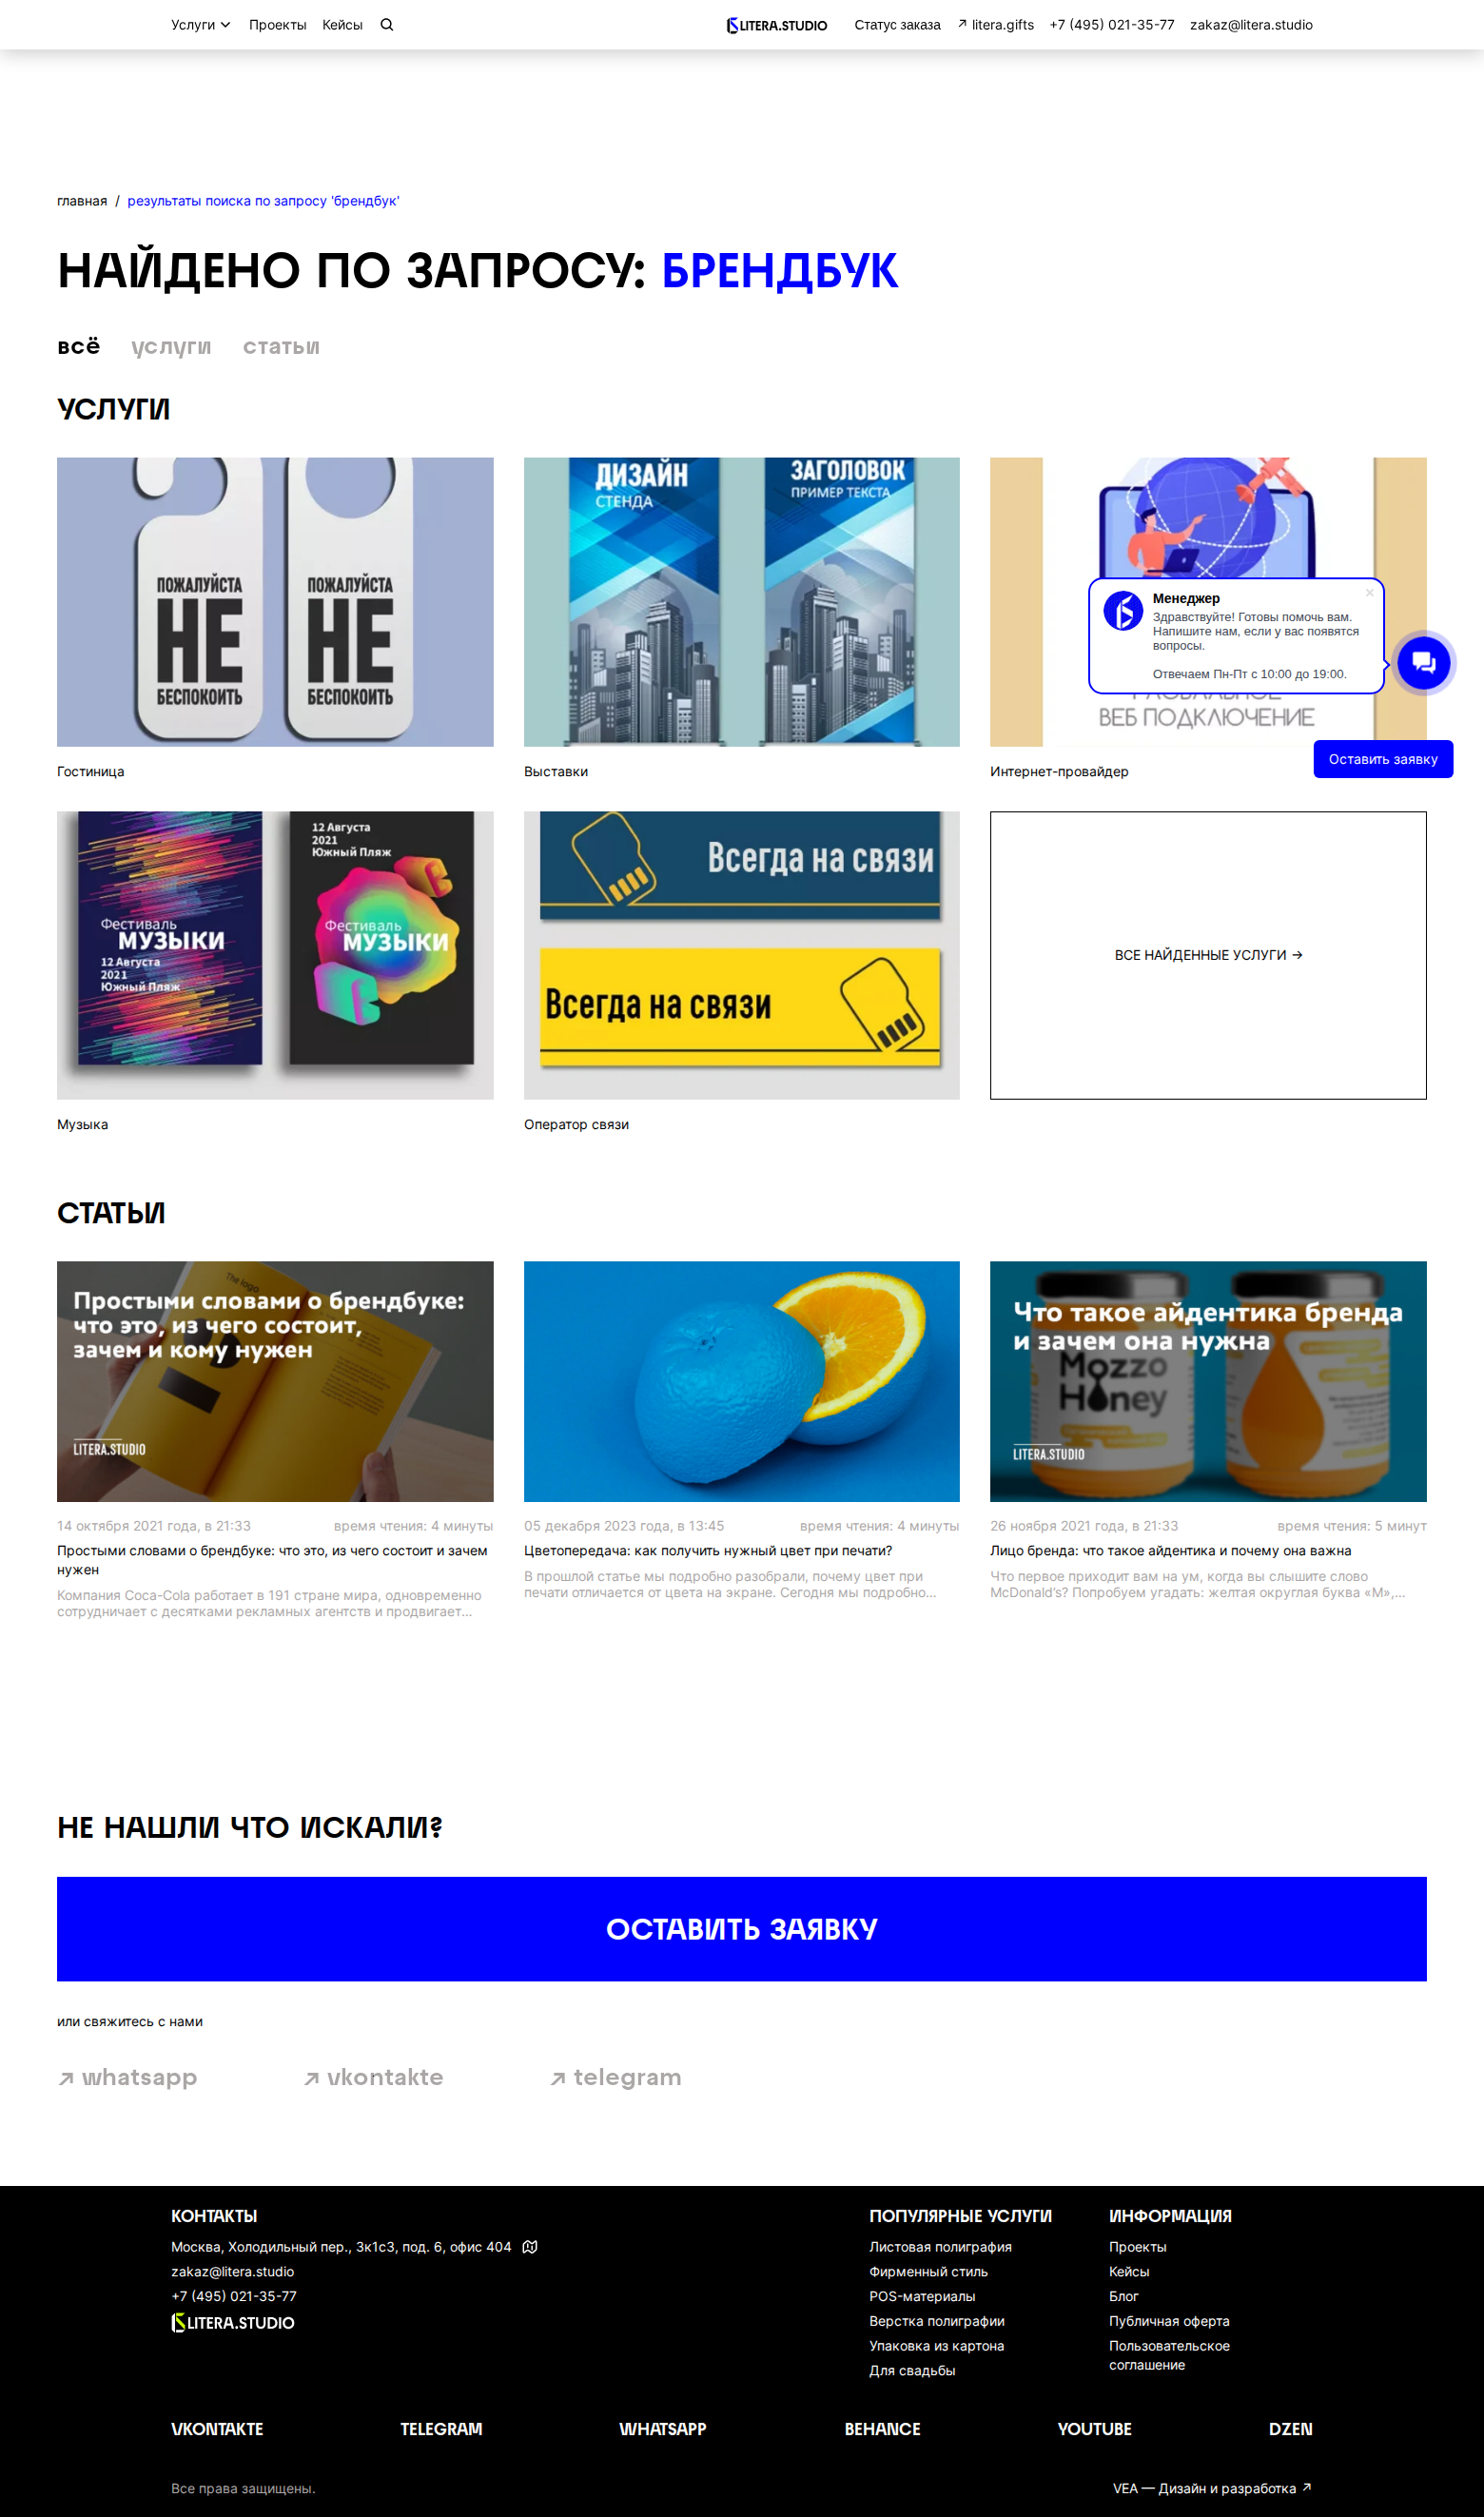 Услуги
Проекты
Кейсы
LITERA.STUDIO
Статус заказа
↗ litera.gifts
+7 (495) 021-35-77
zakaz@litera.studio
главная / результаты поиска по запросу 'брендбук'
НАЙДЕНО ПО ЗАПРОСУ: БРЕНДБУК
всё
услуги
статьи
УСЛУГИ
ПОЖАЛУЙСТА
НЕ
БЕСПОКОИТЬ
ПОЖАЛУЙСТА
НЕ
БЕСПОКОИТЬ
ДИЗАЙН
СТЕНДА
ЗАГОЛОВОК
ПРИМЕР ТЕКСТА
ВЕБ ПОДКЛЮЧЕНИЕ
Менеджер
Здравствуйте! Готовы помочь вам.
Напишите нам, если у вас появятся
вопросы.
Отвечаем Пн-Пт с 10:00 до 19:00.
Оставить заявку
Гостиница
Выставки
Интернет-провайдер
Фестиваль
МУЗЫКИ
12 Августа
2021
Южный Пляж
12 Августа
2021
Южный Пляж
Фестиваль
МУЗЫКИ
Всегда на связи
Всегда на связи
ВСЕ НАЙДЕННЫЕ УСЛУГИ →
Музыка
Оператор связи
СТАТЬИ
The logo
Простыми словами о брендбуке:
что это, из чего состоит,
зачем и кому нужен
LITERA.STUDIO
Что такое айдентика бренда
и зачем она нужна
Mozzo
Honey
LITERA.STUDIO
14 октября 2021 года, в 21:33
время чтения: 4 минуты
Простыми словами о брендбуке: что это, из чего состоит и зачем
нужен
Компания Coca-Cola работает в 191 стране мира, одновременно
сотрудничает с десятками рекламных агентств и продвигает...
05 декабря 2023 года, в 13:45
время чтения: 4 минуты
Цветопередача: как получить нужный цвет при печати?
В прошлой статье мы подробно разобрали, почему цвет при
печати отличается от цвета на экране. Сегодня мы подробно...
26 ноября 2021 года, в 21:33
время чтения: 5 минут
Лицо бренда: что такое айдентика и почему она важна
Что первое приходит вам на ум, когда вы слышите слово
McDonald's? Попробуем угадать: желтая округлая буква «М»,...
НЕ НАШЛИ ЧТО ИСКАЛИ?
ОСТАВИТЬ ЗАЯВКУ
или свяжитесь с нами
↗ whatsapp
↗ vkontakte
↗ telegram
КОНТАКТЫ
Москва, Холодильный пер., 3к1с3, под. 6, офис 404
zakaz@litera.studio
+7 (495) 021-35-77
LITERA.STUDIO
ПОПУЛЯРНЫЕ УСЛУГИ
Листовая полиграфия
Фирменный стиль
POS-материалы
Верстка полиграфии
Упаковка из картона
Для свадьбы
ИНФОРМАЦИЯ
Проекты
Кейсы
Блог
Публичная оферта
Пользовательское
соглашение
VKONTAKTE
TELEGRAM
WHATSAPP
BEHANCE
YOUTUBE
DZEN
Все права защищены.
VEA — Дизайн и разработка ↗